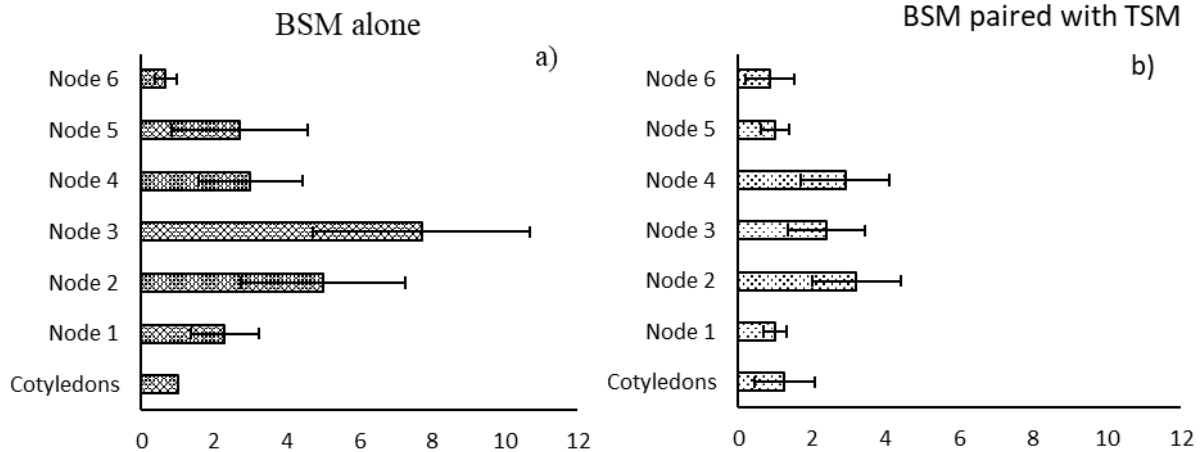 BSM alone
a)
Node 6
Node 5
Node 4
Node 3
Node 2
Node 1
Cotyledons
0 2 4 6 8 10 12
BSM paired with TSM
b)
Node 6
Node 5
Node 4
Node 3
Node 2
Node 1
Cotyledons
0 2 4 6 8 10 12